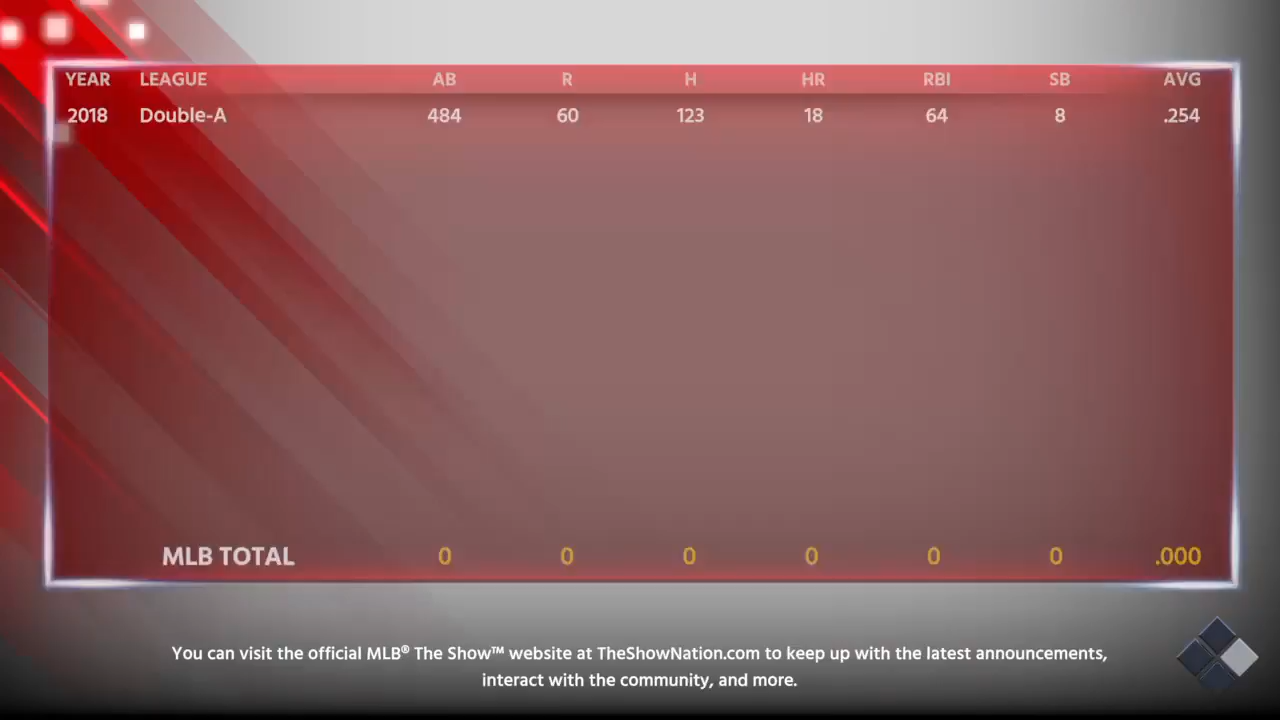 YEAR LEAGUE AB R H HR RBI SB AVG
2018 Double-A 484 60 123 18 64 8 .254
MLB TOTAL 0 0 0 0 0 0 .000
You can visit the official MLB® The Show™ website at TheShowNation.com to keep up with the latest announcements,
interact with the community, and more.